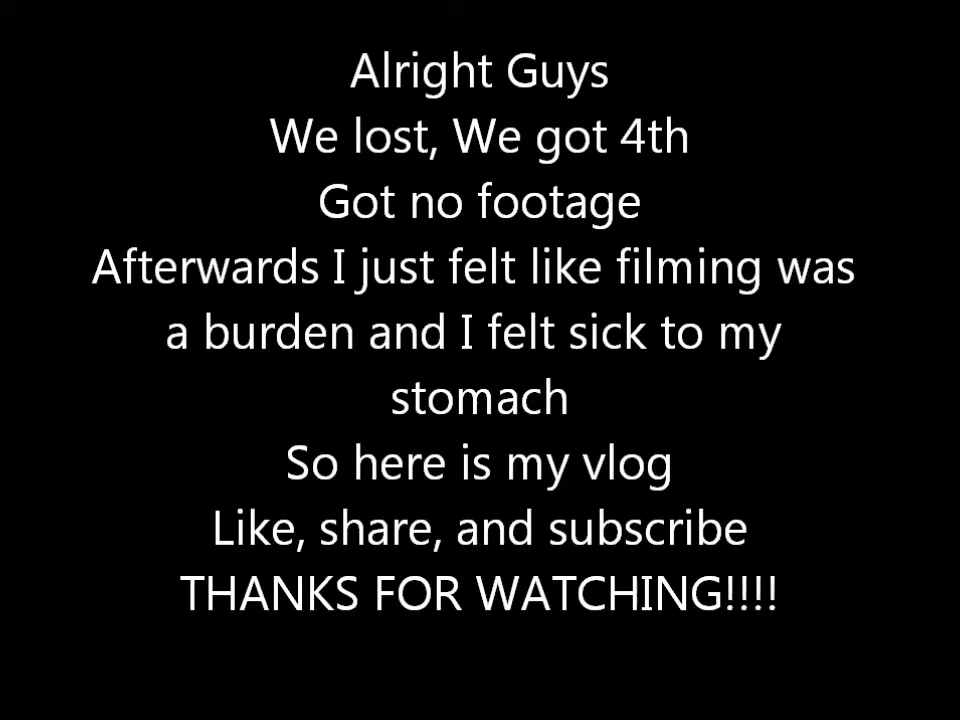 Alright Guys
We lost, We got 4th
Got no footage
Afterwards I just felt like filming was
a burden and I felt sick to my
stomach
So here is my vlog
Like, share, and subscribe
THANKS FOR WATCHING!!!!